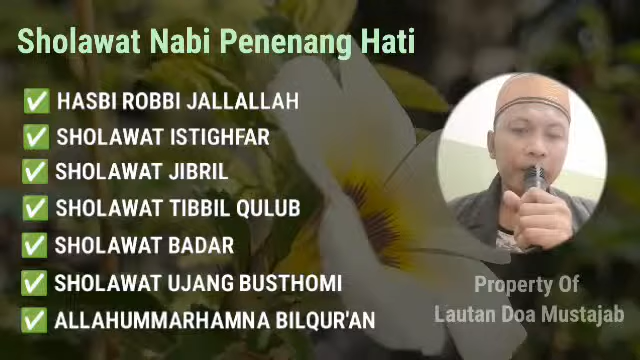 Sholawat Nabi Penenang Hati
✅ HASBI ROBBI JALLALLAH
✅ SHOLAWAT ISTIGHFAR
✅ SHOLAWAT JIBRIL
✅ SHOLAWAT TIBBIL QULUB
✅ SHOLAWAT BADAR
✅ SHOLAWAT UJANG BUSTHOMI
✅ ALLAHUMMARHAMNA BILQUR'AN
Property Of
Lautan Doa Mustajab